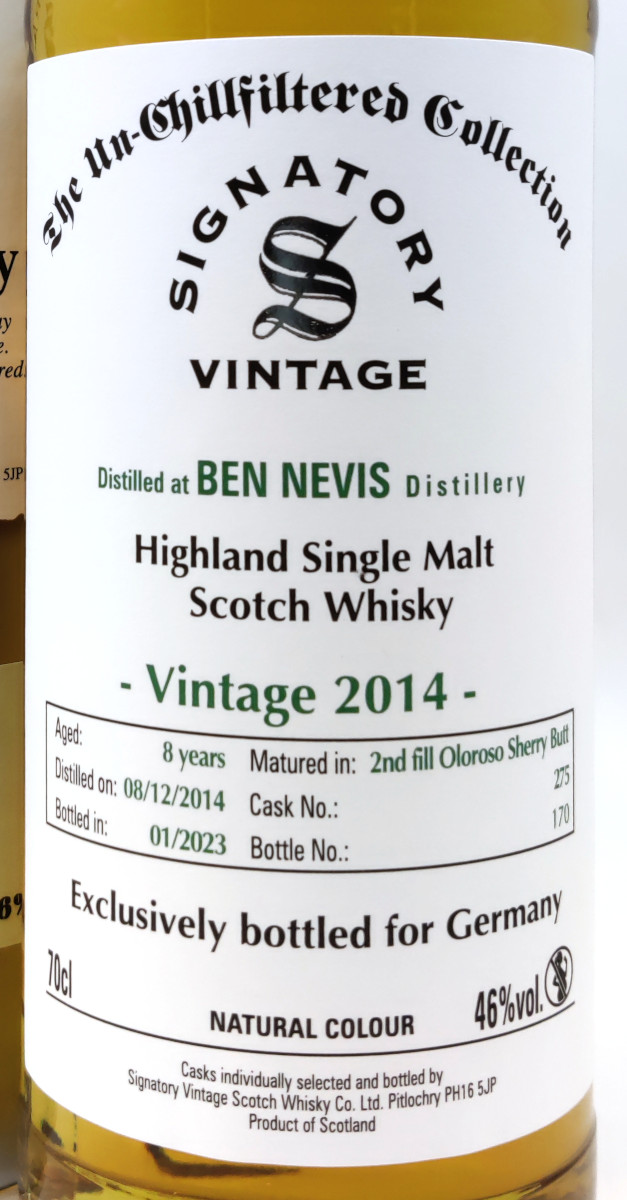 The Un-Chillfiltered Collection
SIGNATORY
S
VINTAGE
Distilled at BEN NEVIS Distillery
Highland Single Malt
Scotch Whisky
- Vintage 2014 -
Aged: 8 years Matured in: 2nd fill Oloroso Sherry Butt
Distilled on: 08/12/2014 Cask No.: 275
Bottled in: 01/2023 Bottle No.: 170
Exclusively bottled for Germany
70cl NATURAL COLOUR 46%vol.
Casks individually selected and bottled by
Signatory Vintage Scotch Whisky Co. Ltd. Pitlochry PH16 5JP
Product of Scotland
5JP